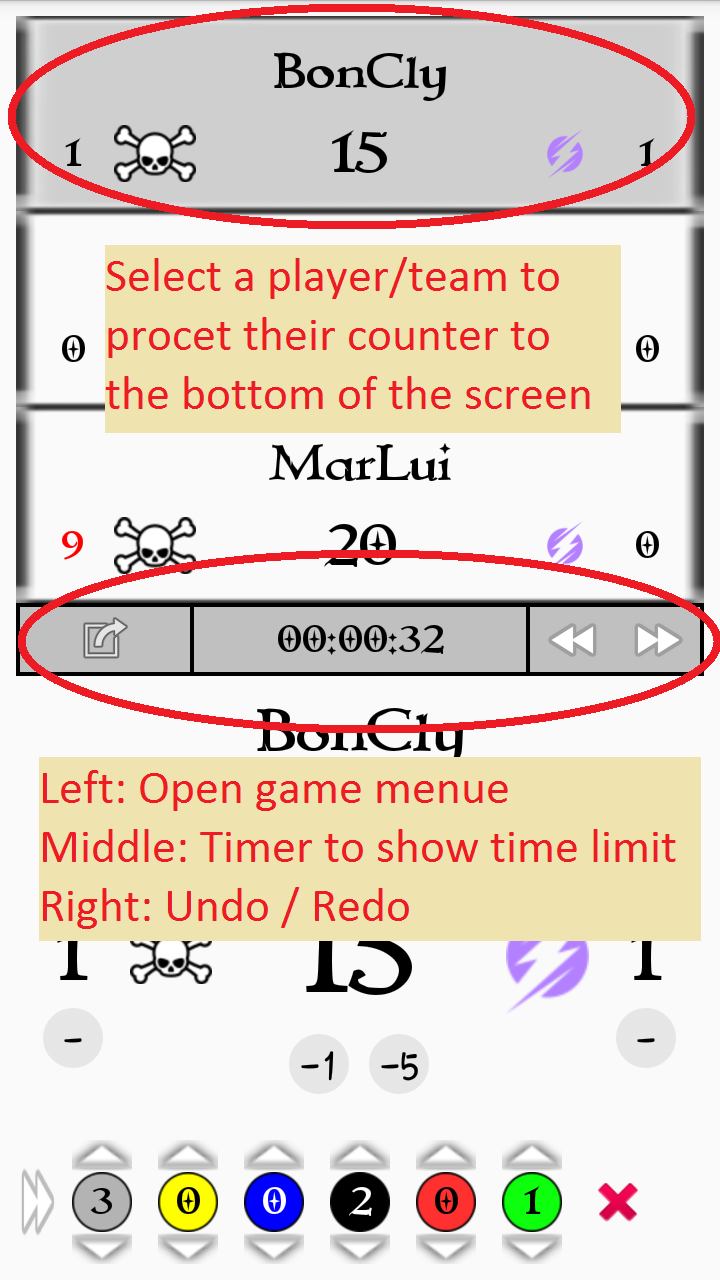 BonCly
1 15 1
Select a player/team to
0 procet their counter to 0
the bottom of the screen
MarLui
9 20 0
00:00:32
BonCly
Left: Open game menue
Middle: Timer to show time limit
Right: Undo / Redo
1 15 1
- -
-1 -5
3 0 0 2 0 1